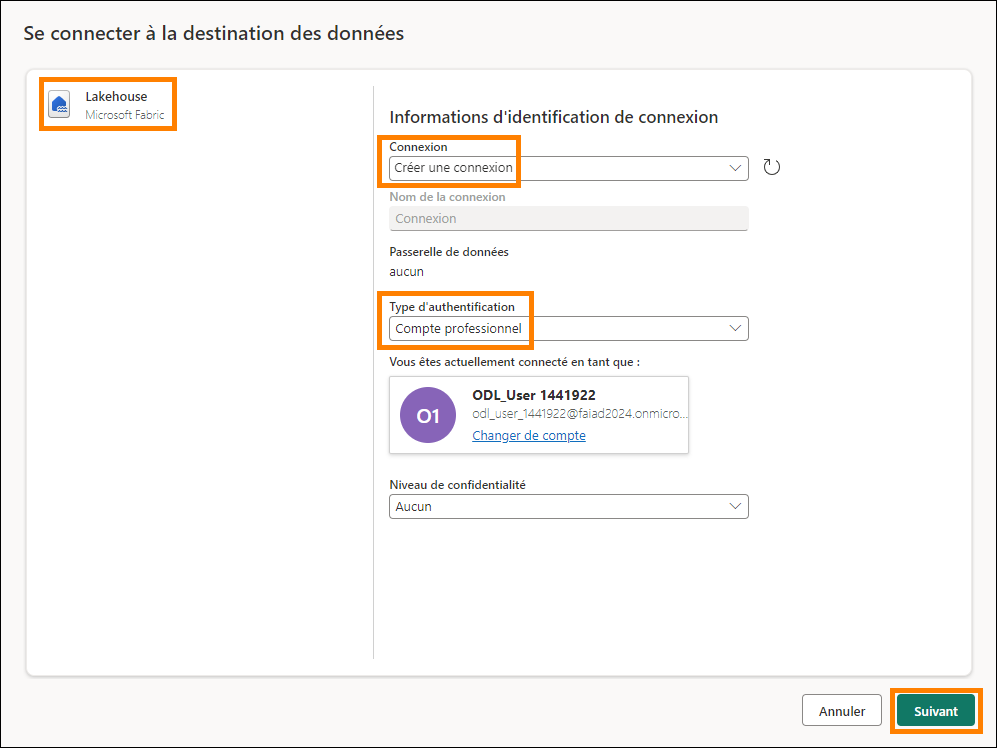 Se connecter à la destination des données
Lakehouse
Microsoft Fabric
Informations d'identification de connexion
Connexion
Créer une connexion
Nom de la connexion
Connexion
Passerelle de données
aucun
Type d'authentification
Compte professionnel
Vous êtes actuellement connecté en tant que :
O1
ODL_User 1441922
odl_user_1441922@faiad2024.onmicro...
Changer de compte
Niveau de confidentialité
Aucun
Annuler
Suivant